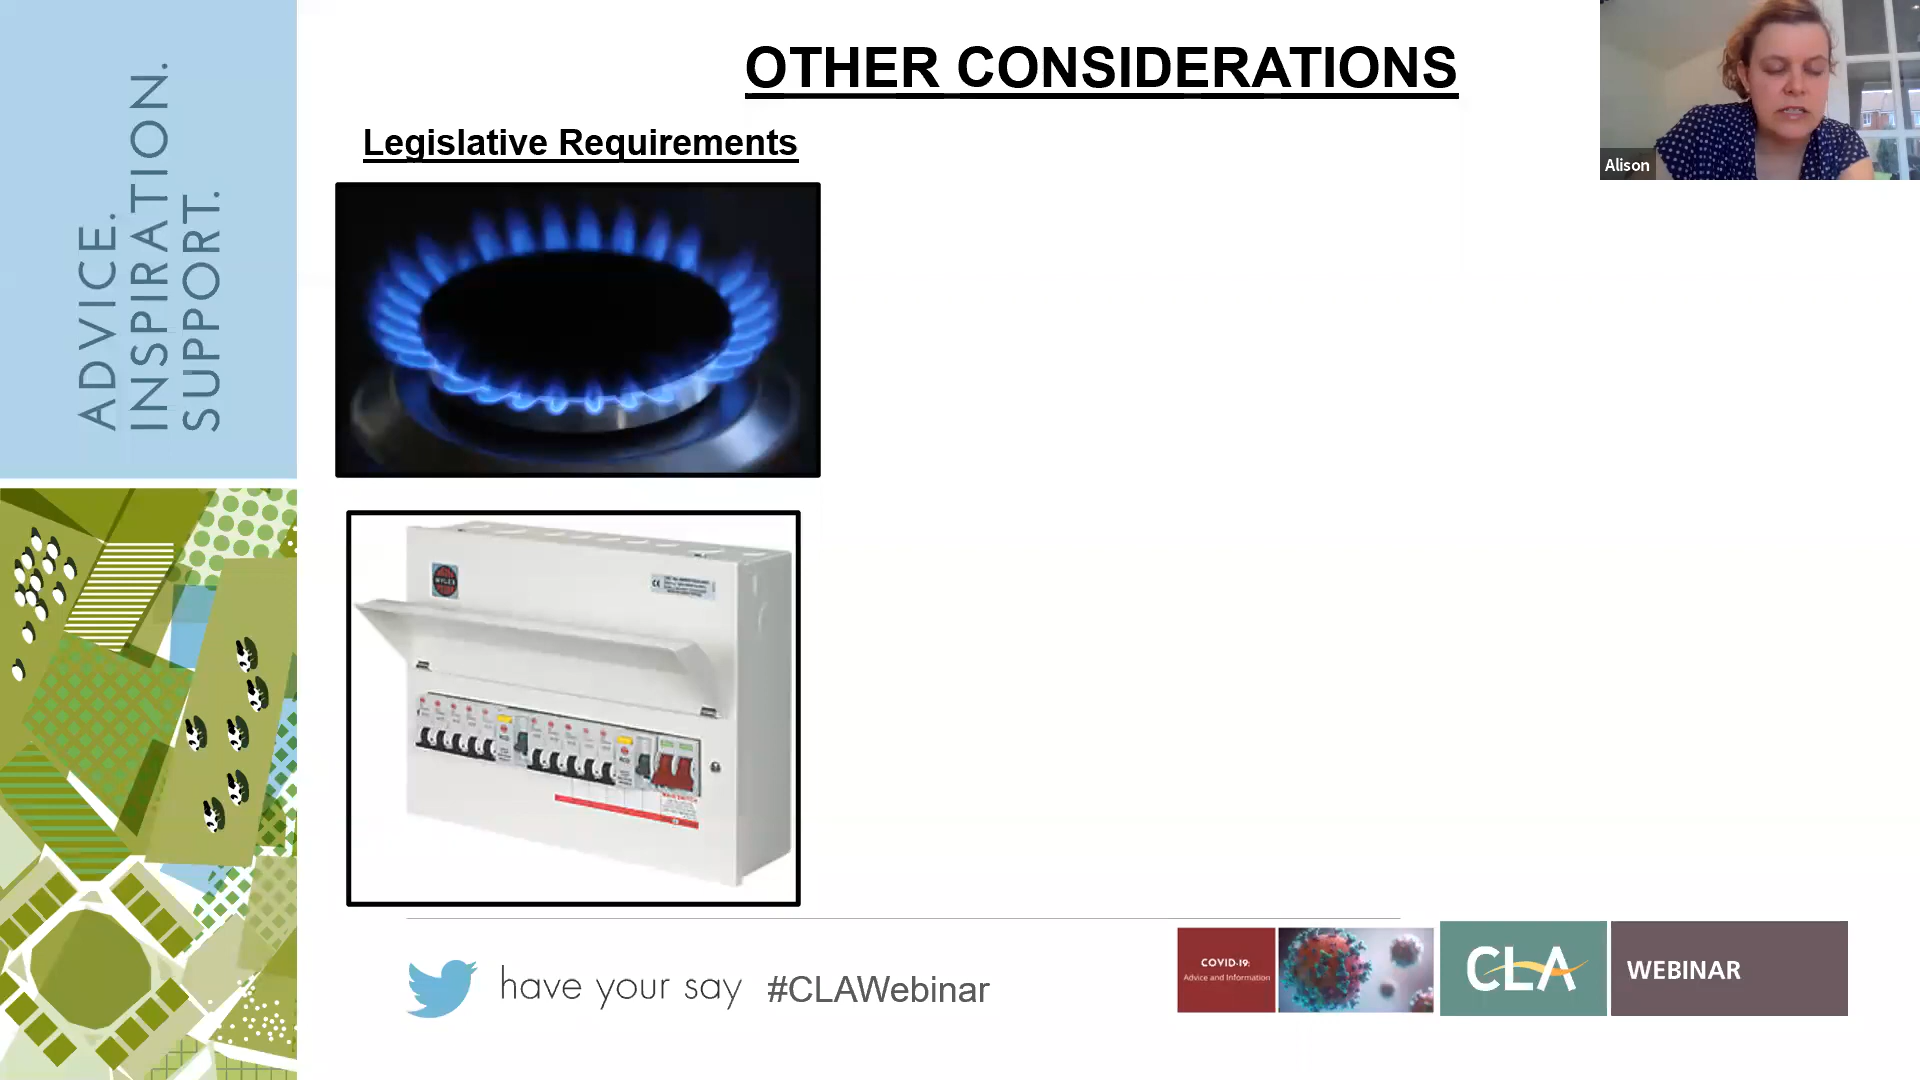 OTHER CONSIDERATIONS
Alison
Legislative Requirements
ADVICE.
INSPIRATION.
SUPPORT.
WYLEX
have your say #CLAWebinar
COVID-19:
Advice and Information
CLA
WEBINAR